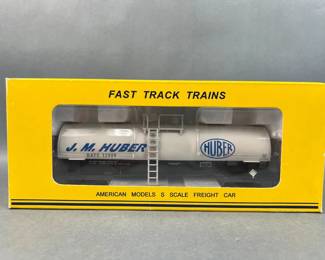 FAST TRACK TRAINS
J. M. HUBER
HUBER
AMERICAN MODELS S SCALE FREIGHT CAR